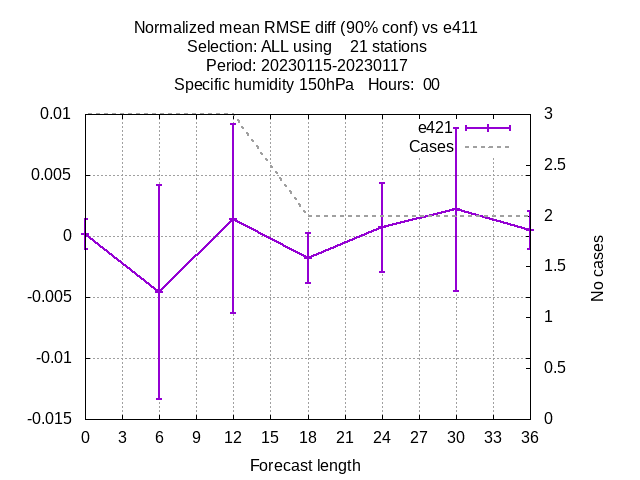 Normalized mean RMSE diff (90% conf) vs e411
Selection: ALL using    21 stations
Period: 20230115-20230117
Specific humidity 150hPa   Hours:  00
e421
Cases
0.01
0.005
0
-0.005
-0.01
-0.015
3
2.5
2
1.5
1
0.5
0
No cases
0 3 6 9 12 15 18 21 24 27 30 33 36
Forecast length